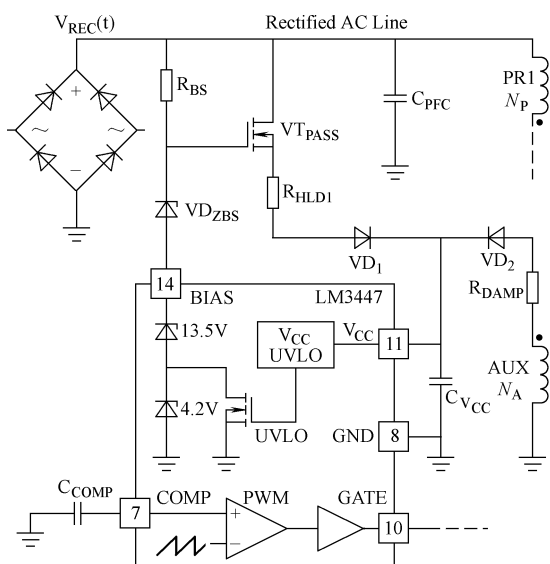 V_REC(t)
Rectified AC Line
R_BS
PR1
N_P
VT_PASS
C_PFC
+
~
~
−
R_HLD1
VD_ZBS
VD_1
VD_2
R_DAMP
14
BIAS
LM3447
13.5V
V_CC
UVLO
V_CC
11
AUX
N_A
4.2V
UVLO
C_VCC
GND
8
C_COMP
7
COMP
PWM
GATE
+
−
10